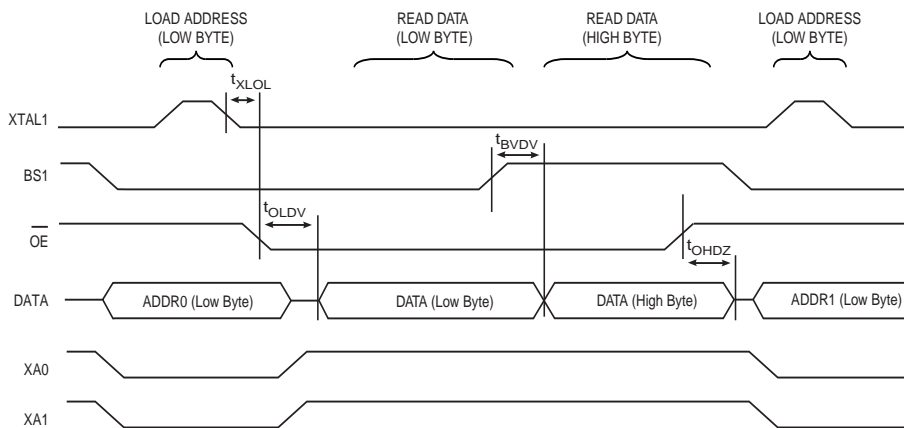 LOAD ADDRESS
(LOW BYTE)
READ DATA
(LOW BYTE)
READ DATA
(HIGH BYTE)
LOAD ADDRESS
(LOW BYTE)
tXLOL
XTAL1
tBVDV
BS1
tOLDV
OE
tOHDZ
DATA
ADDR0 (Low Byte)
DATA (Low Byte)
DATA (High Byte)
ADDR1 (Low Byte)
XA0
XA1